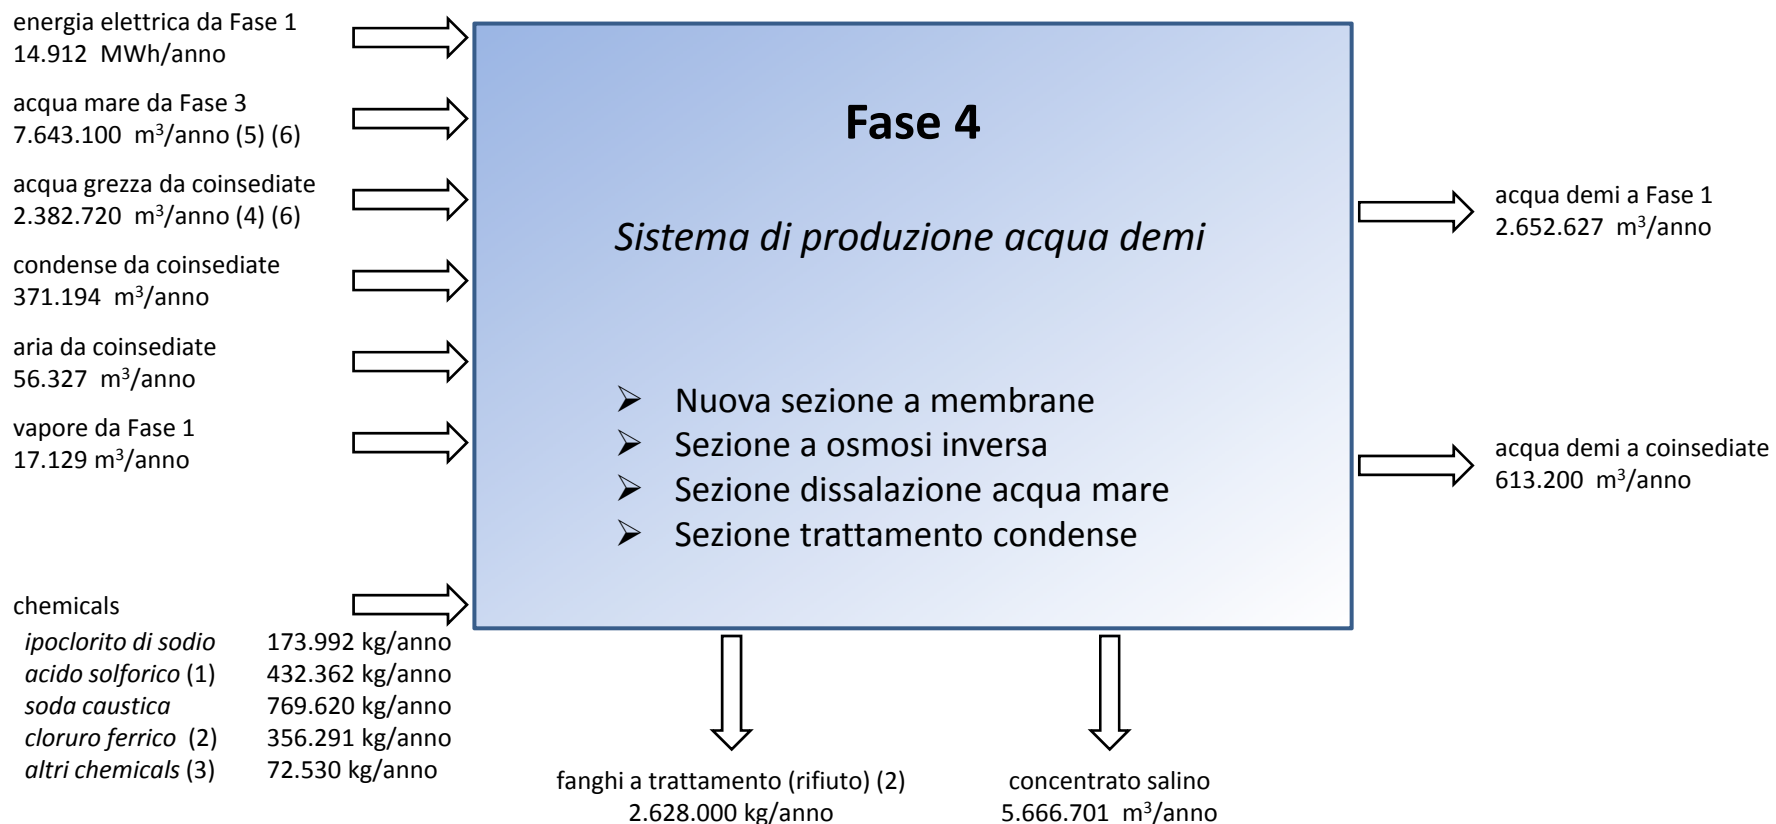 energia elettrica da Fase 1
14.912 MWh/anno
acqua mare da Fase 3
7.643.100 m³/anno (5) (6)
acqua grezza da coinsediate
2.382.720 m³/anno (4) (6)
condense da coinsediate
371.194 m³/anno
aria da coinsediate
56.327 m³/anno
vapore da Fase 1
17.129 m³/anno
chemicals
ipoclorito di sodio 173.992 kg/anno
acido solforico (1) 432.362 kg/anno
soda caustica 769.620 kg/anno
cloruro ferrico (2) 356.291 kg/anno
altri chemicals (3) 72.530 kg/anno
Fase 4
Sistema di produzione acqua demi
➢ Nuova sezione a membrane
➢ Sezione a osmosi inversa
➢ Sezione dissalazione acqua mare
➢ Sezione trattamento condense
acqua demi a Fase 1
2.652.627 m³/anno
acqua demi a coinsediate
613.200 m³/anno
fanghi a trattamento (rifiuto) (2)
2.628.000 kg/anno
concentrato salino
5.666.701 m³/anno